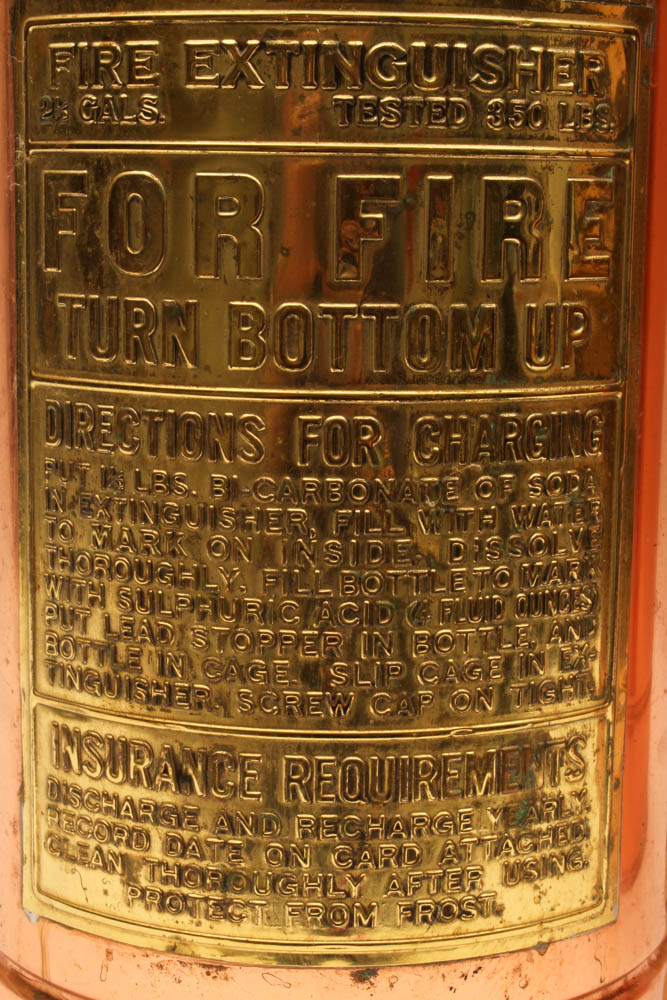 FIRE EXTINGUISHER
2½ GALS. TESTED 350 LBS.
FOR FIRE
TURN BOTTOM UP
DIRECTIONS FOR CHARGING
PUT 1½ LBS. BI-CARBONATE OF SODA
IN EXTINGUISHER, FILL WITH WATER
TO MARK ON INSIDE. DISSOLVE
THOROUGHLY. FILL BOTTLE TO MARK
WITH SULPHURIC ACID (4 FLUID OUNCES)
PUT LEAD STOPPER IN BOTTLE, AND
BOTTLE IN CAGE. SLIP CAGE IN EX-
TINGUISHER. SCREW CAP ON TIGHT.
INSURANCE REQUIREMENTS
DISCHARGE AND RECHARGE YEARLY.
RECORD DATE ON CARD ATTACHED.
CLEAN THOROUGHLY AFTER USING.
PROTECT FROM FROST.